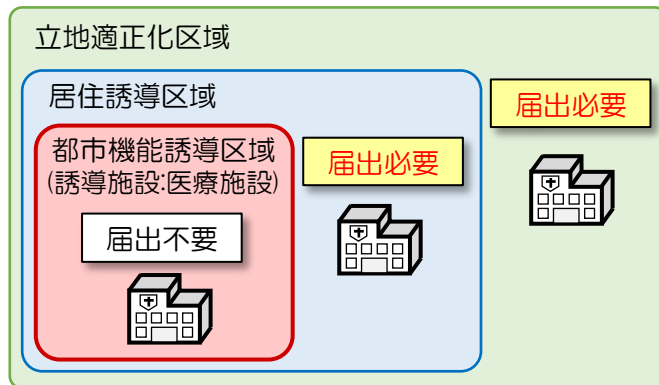 立地適正化区域
居住誘導区域
届出必要
都市機能誘導区域
(誘導施設:医療施設)
届出必要
届出不要